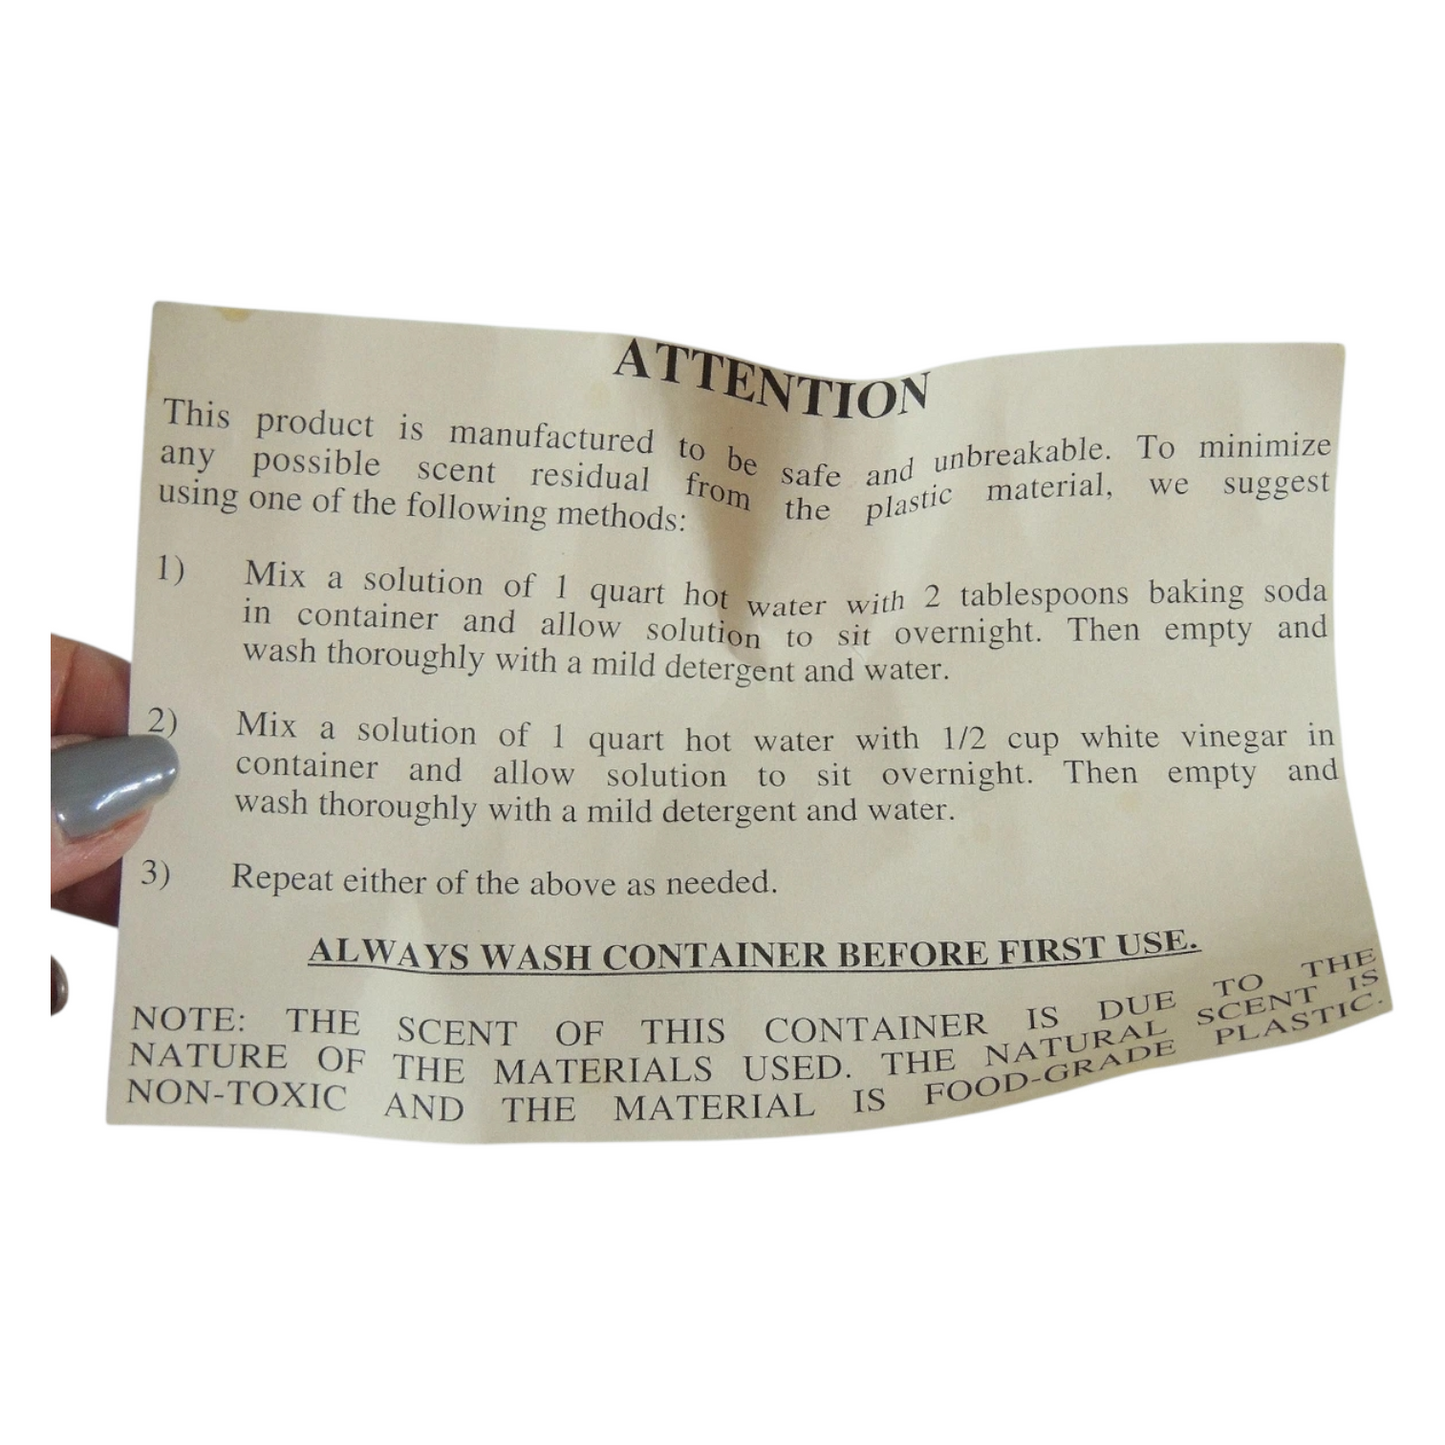 ATTENTION
This product is manufactured to be safe and unbreakable. To minimize
any possible scent residual from the plastic material, we suggest
using one of the following methods:
1) Mix a solution of 1 quart hot water with 2 tablespoons baking soda
in container and allow solution to sit overnight. Then empty and
wash thoroughly with a mild detergent and water.
2) Mix a solution of 1 quart hot water with 1/2 cup white vinegar in
container and allow solution to sit overnight. Then empty and
wash thoroughly with a mild detergent and water.
3) Repeat either of the above as needed.
ALWAYS WASH CONTAINER BEFORE FIRST USE.
NOTE: THE SCENT OF THIS CONTAINER IS DUE TO THE
NATURE OF THE MATERIALS USED. THE NATURAL SCENT IS
NON-TOXIC AND THE MATERIAL IS FOOD-GRADE PLASTIC.